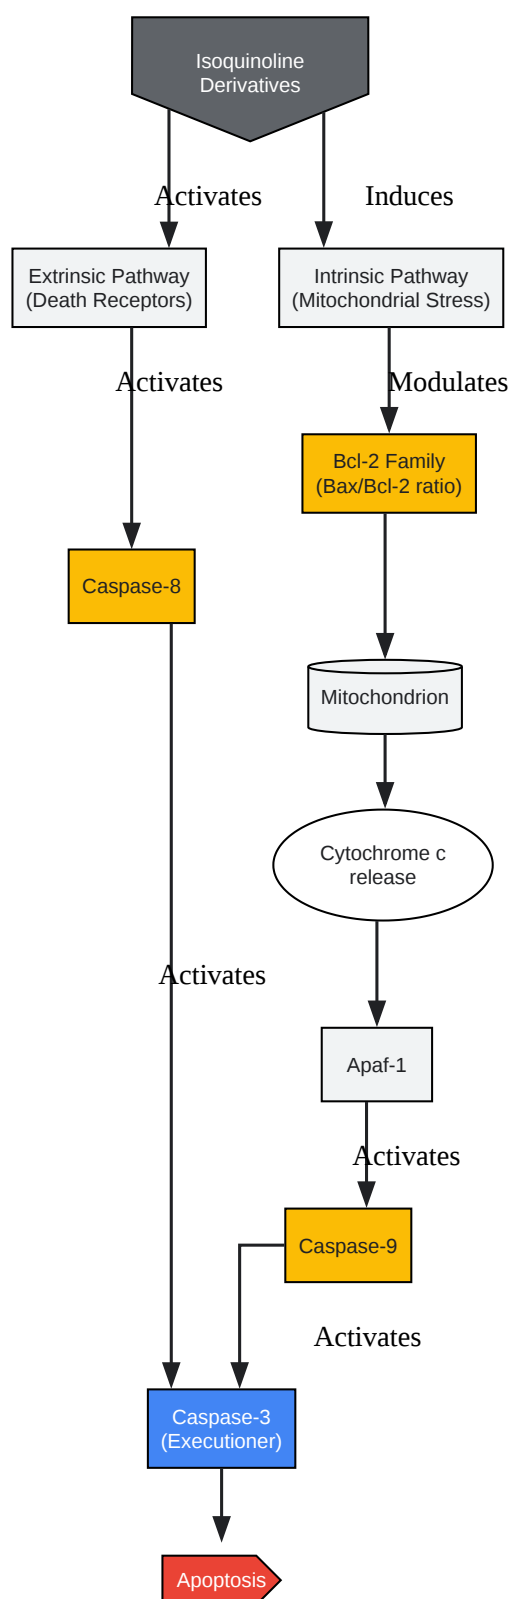 Isoquinoline
Derivatives
Activates
Induces
Extrinsic Pathway
(Death Receptors)
Intrinsic Pathway
(Mitochondrial Stress)
Activates
Modulates
Bcl-2 Family
(Bax/Bcl-2 ratio)
Caspase-8
Mitochondrion
Cytochrome c
release
Activates
Apaf-1
Activates
Caspase-9
Activates
Caspase-3
(Executioner)
Apoptosis